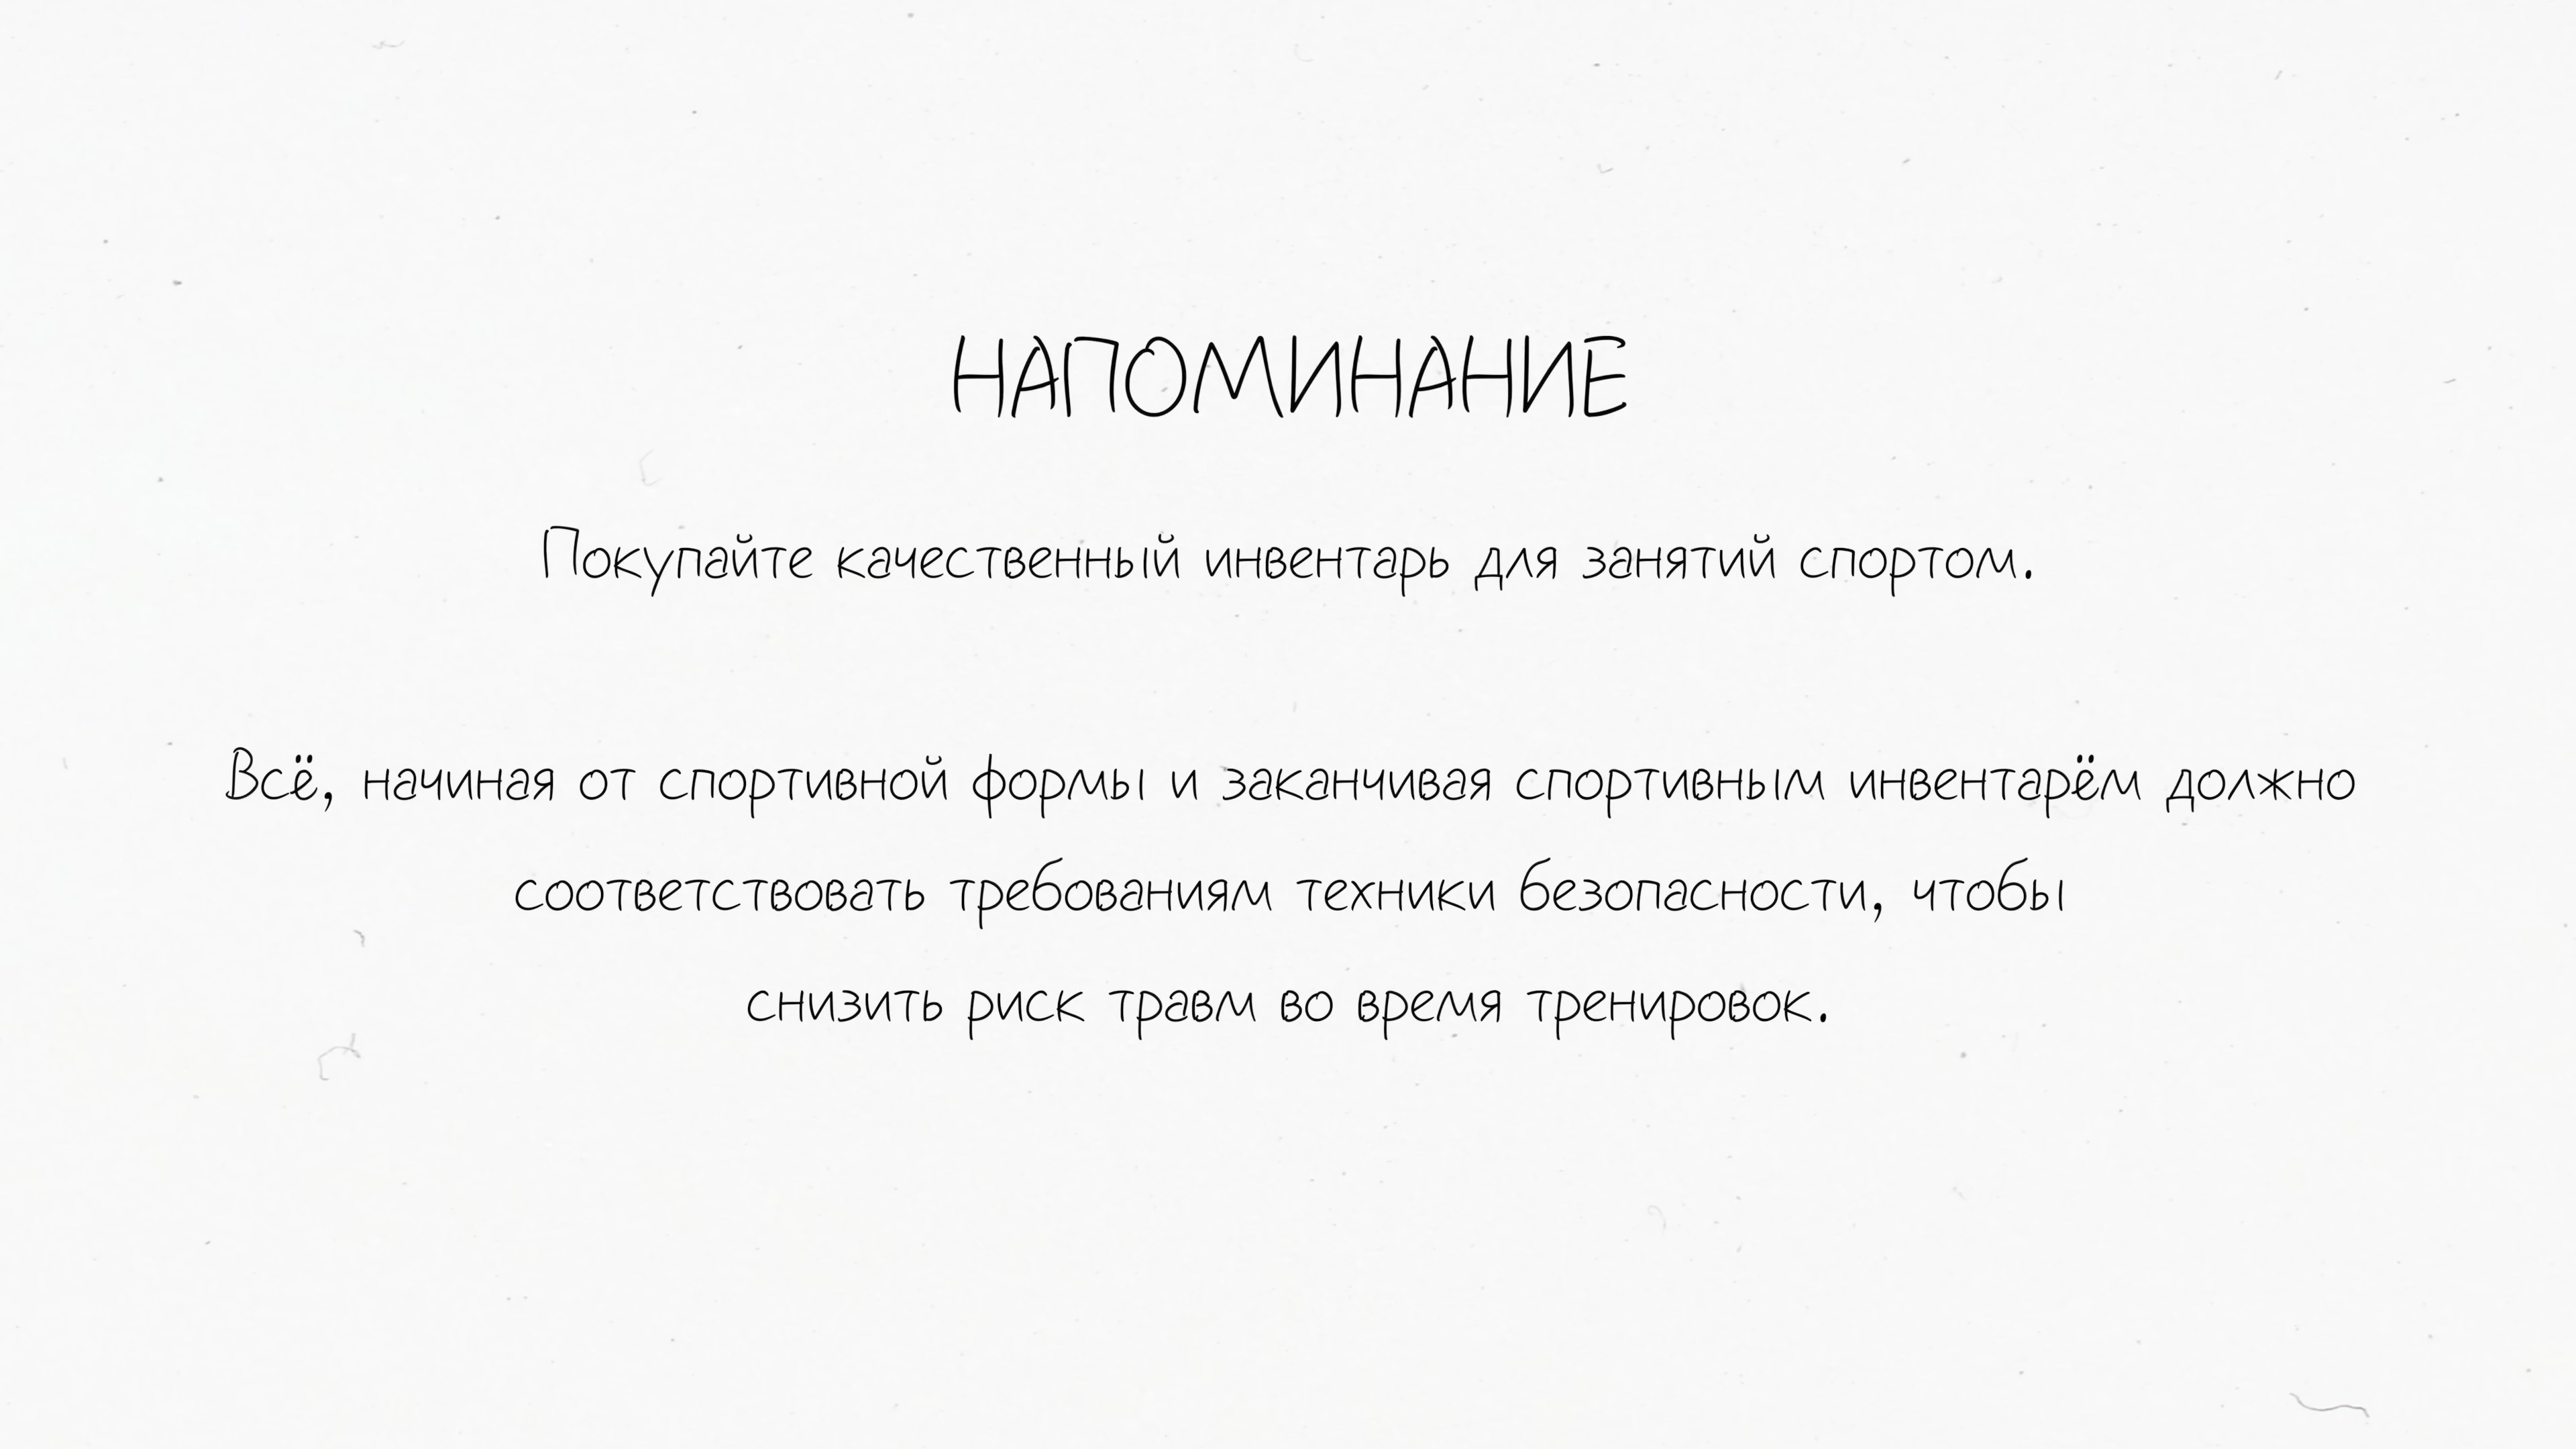 НАПОМИНАНИЕ
Покупайте качественный инвентарь для занятий спортом.
Всё, начиная от спортивной формы и заканчивая спортивным инвентарём должно
соответствовать требованиям техники безопасности, чтобы
снизить риск травм во время тренировок.